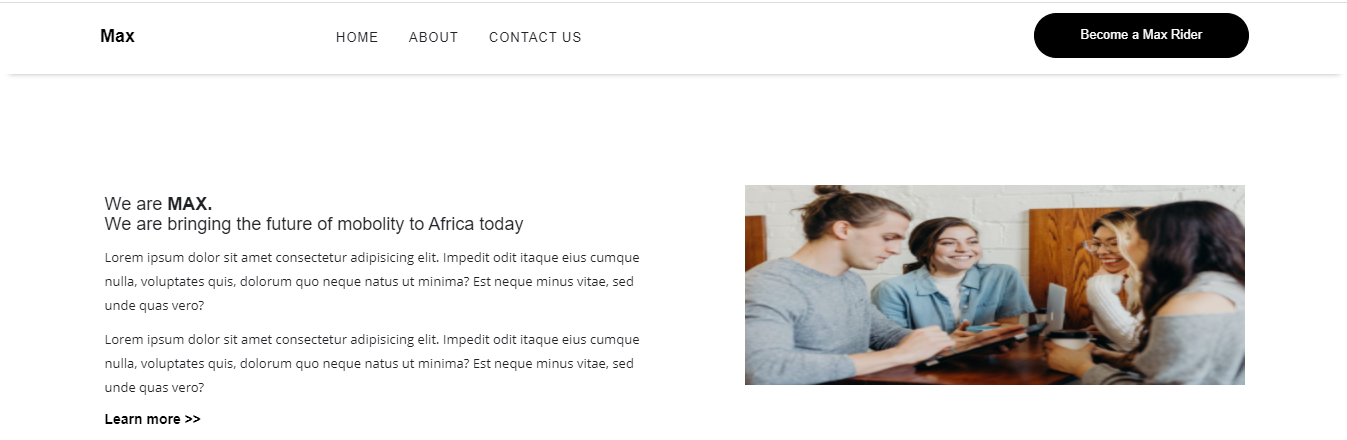 Max
HOME ABOUT CONTACT US
Become a Max Rider
We are MAX.
We are bringing the future of mobolity to Africa today
Lorem ipsum dolor sit amet consectetur adipisicing elit. Impedit odit itaque eius cumque
nulla, voluptates quis, dolorum quo neque natus ut minima? Est neque minus vitae, sed
unde quas vero?
Lorem ipsum dolor sit amet consectetur adipisicing elit. Impedit odit itaque eius cumque
nulla, voluptates quis, dolorum quo neque natus ut minima? Est neque minus vitae, sed
unde quas vero?
Learn more >>